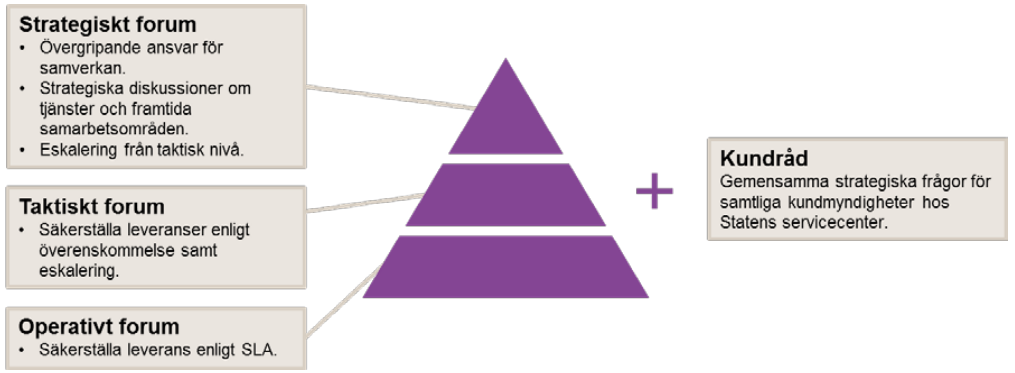 Strategiskt forum
• Övergripande ansvar för
samverkan.
• Strategiska diskussioner om
tjänster och framtida
samarbetsområden.
• Eskalering från taktisk nivå.
Taktiskt forum
• Säkerställa leveranser enligt
överenskommelse samt
eskalering.
Operativt forum
• Säkerställa leverans enligt SLA.
+
Kundråd
Gemensamma strategiska frågor för
samtliga kundmyndigheter hos
Statens servicecenter.